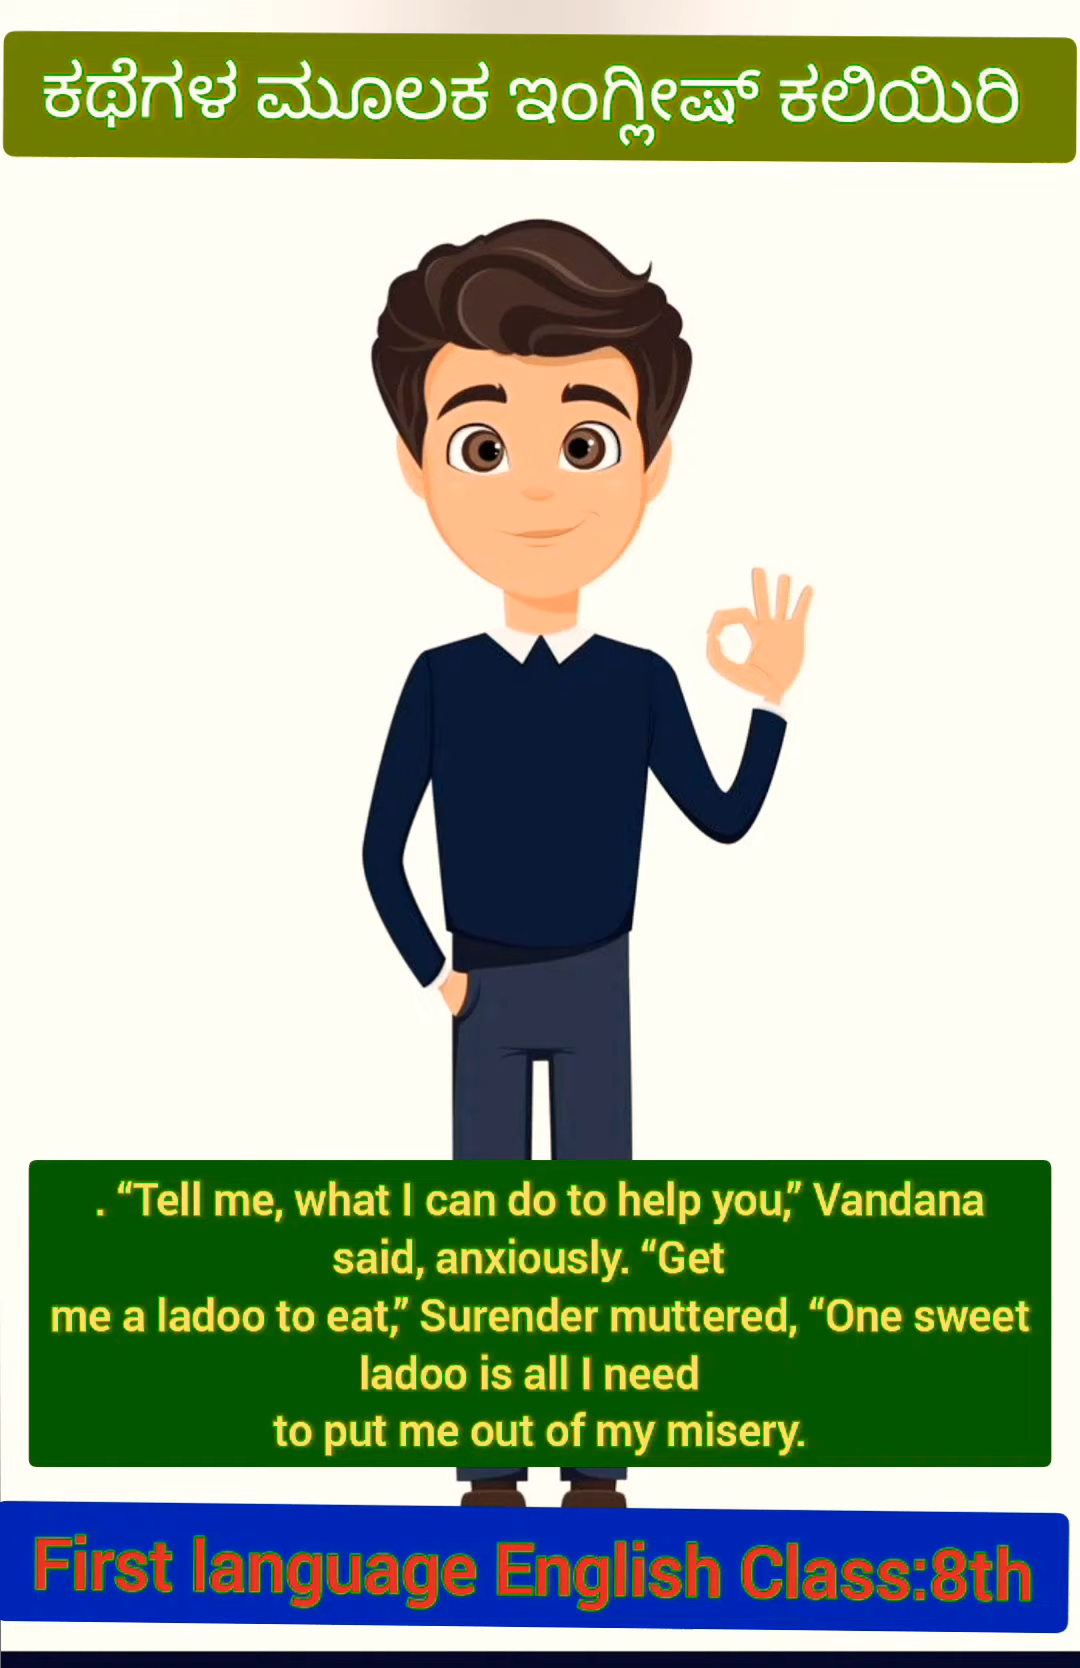 ಕಥೆಗಳ ಮೂಲಕ ಇಂಗ್ಲೀಷ್ ಕಲಿಯಿರಿ
. “Tell me, what I can do to help you,” Vandana
said, anxiously. “Get
me a ladoo to eat,” Surender muttered, “One sweet
ladoo is all I need
to put me out of my misery.
First language English Class:8th